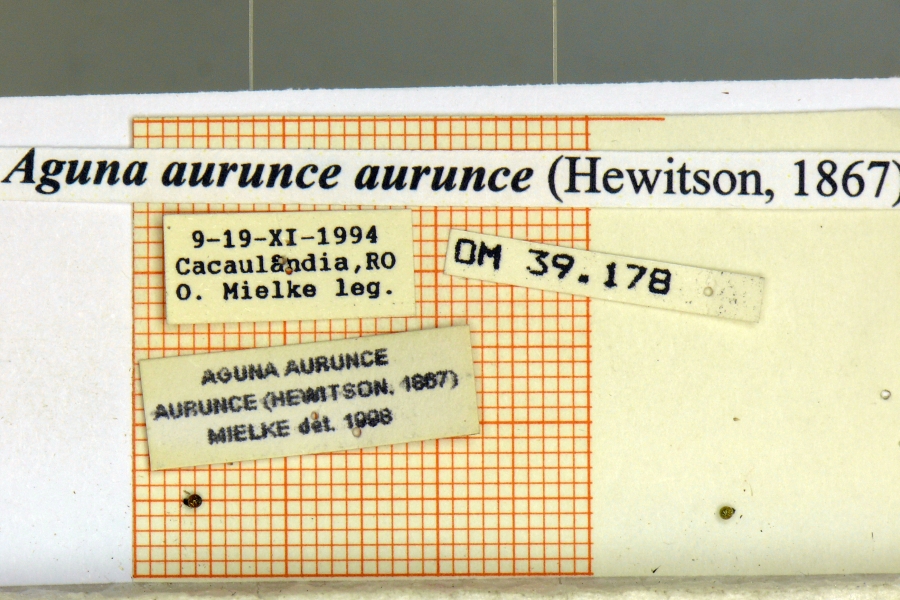 Aguna aurunce aurunce (Hewitson, 1867)
9-19-XI-1994
Cacaulândia,RO
O. Mielke leg.
OM 39.178
AGUNA AURUNCE
AURUNCE (HEWITSON, 1867)
MIELKE det. 1998